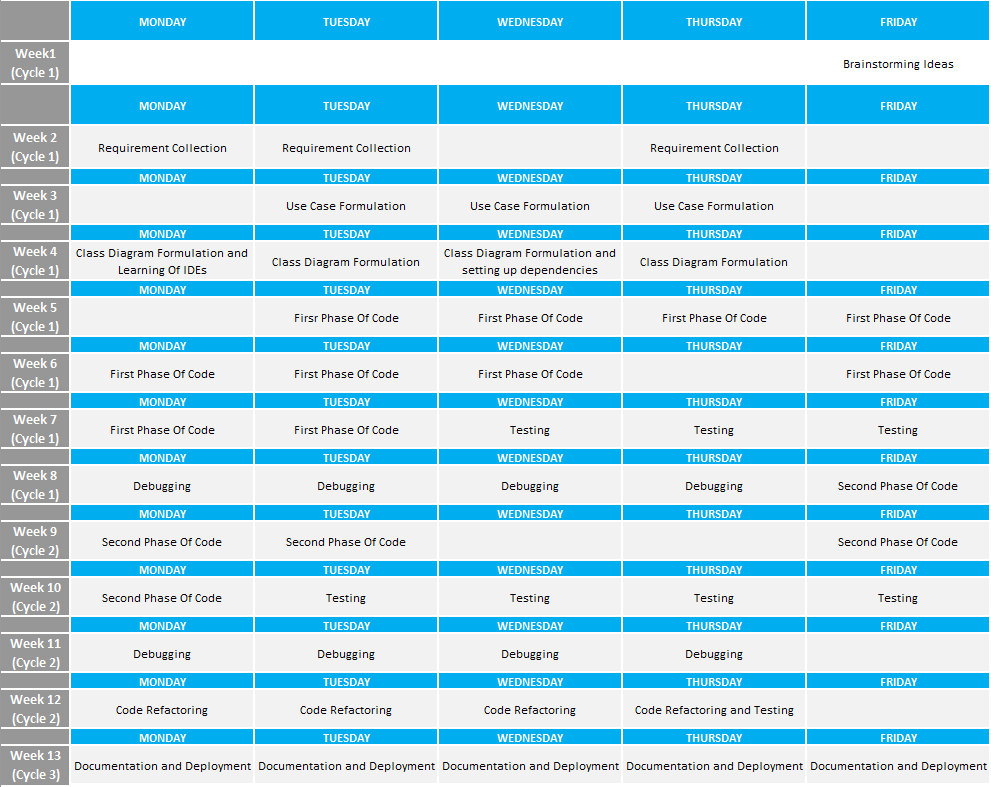 MONDAY TUESDAY WEDNESDAY THURSDAY FRIDAY
Week1
(Cycle 1)
Brainstorming Ideas
MONDAY TUESDAY WEDNESDAY THURSDAY FRIDAY
Week 2
(Cycle 1)
Requirement Collection Requirement Collection Requirement Collection
MONDAY TUESDAY WEDNESDAY THURSDAY FRIDAY
Week 3
(Cycle 1)
Use Case Formulation Use Case Formulation Use Case Formulation
MONDAY TUESDAY WEDNESDAY THURSDAY FRIDAY
Week 4
(Cycle 1)
Class Diagram Formulation and
Learning Of IDEs
Class Diagram Formulation
Class Diagram Formulation and
setting up dependencies
Class Diagram Formulation
MONDAY TUESDAY WEDNESDAY THURSDAY FRIDAY
Week 5
(Cycle 1)
Firsr Phase Of Code First Phase Of Code First Phase Of Code First Phase Of Code
MONDAY TUESDAY WEDNESDAY THURSDAY FRIDAY
Week 6
(Cycle 1)
First Phase Of Code First Phase Of Code First Phase Of Code First Phase Of Code
MONDAY TUESDAY WEDNESDAY THURSDAY FRIDAY
Week 7
(Cycle 1)
First Phase Of Code First Phase Of Code Testing Testing Testing
MONDAY TUESDAY WEDNESDAY THURSDAY FRIDAY
Week 8
(Cycle 1)
Debugging Debugging Debugging Debugging Second Phase Of Code
MONDAY TUESDAY WEDNESDAY THURSDAY FRIDAY
Week 9
(Cycle 2)
Second Phase Of Code Second Phase Of Code Second Phase Of Code
MONDAY TUESDAY WEDNESDAY THURSDAY FRIDAY
Week 10
(Cycle 2)
Second Phase Of Code Testing Testing Testing Testing
MONDAY TUESDAY WEDNESDAY THURSDAY FRIDAY
Week 11
(Cycle 2)
Debugging Debugging Debugging Debugging
MONDAY TUESDAY WEDNESDAY THURSDAY FRIDAY
Week 12
(Cycle 2)
Code Refactoring Code Refactoring Code Refactoring Code Refactoring and Testing
MONDAY TUESDAY WEDNESDAY THURSDAY FRIDAY
Week 13
(Cycle 3)
Documentation and Deployment Documentation and Deployment Documentation and Deployment Documentation and Deployment Documentation and Deployment